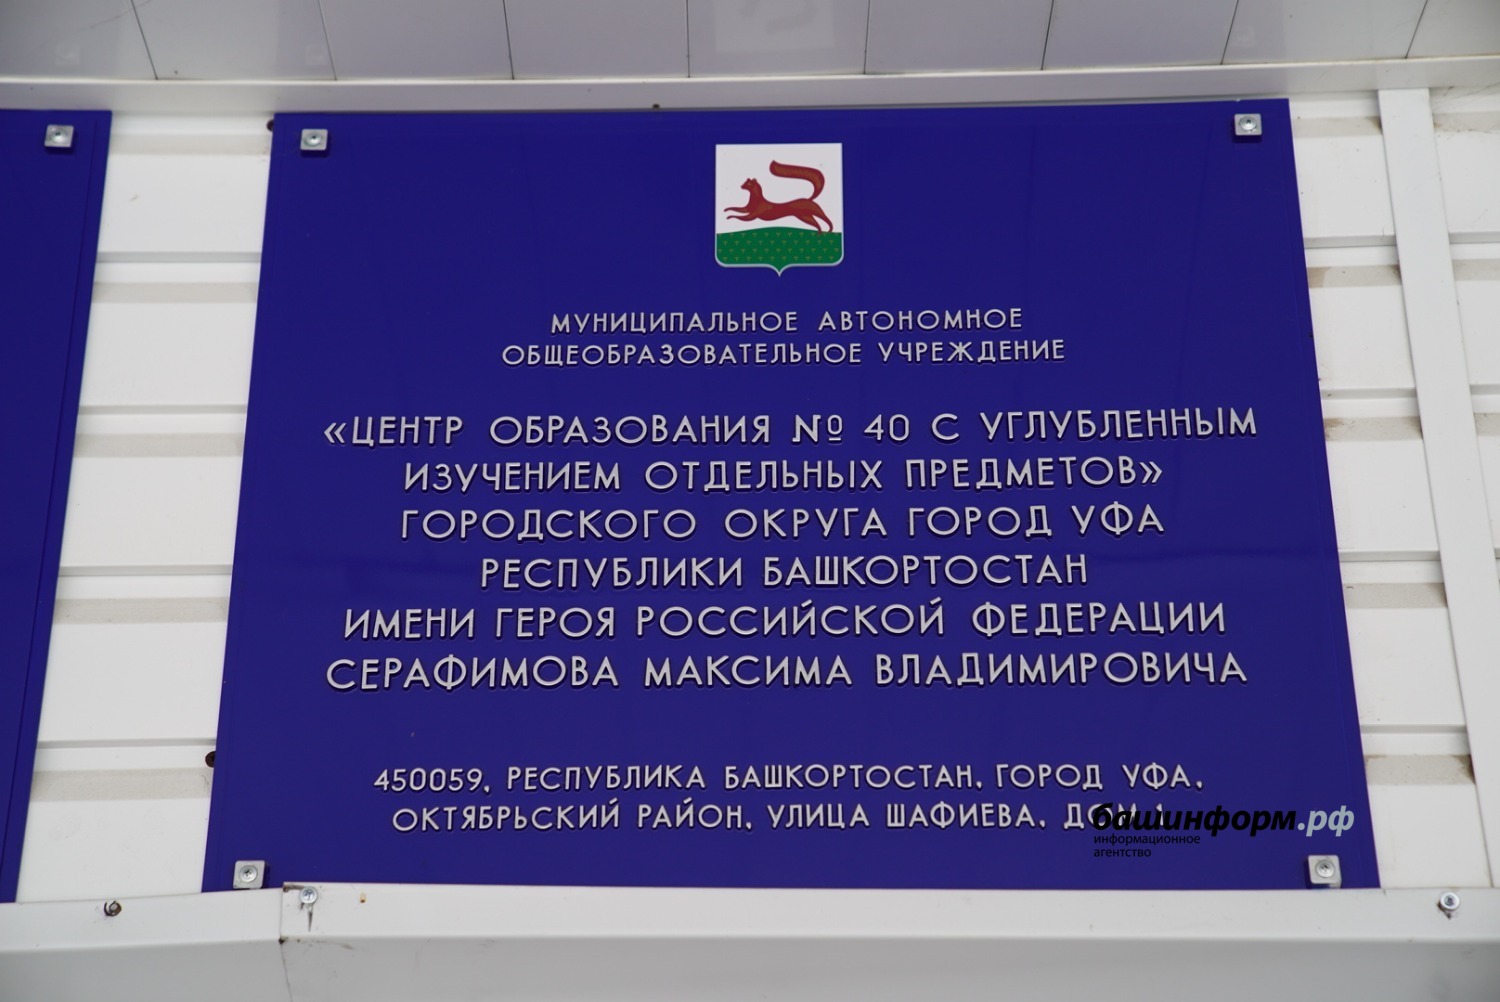 МУНИЦИПАЛЬНОЕ АВТОНОМНОЕ
ОБЩЕОБРАЗОВАТЕЛЬНОЕ УЧРЕЖДЕНИЕ
«ЦЕНТР ОБРАЗОВАНИЯ № 40 С УГЛУБЛЕННЫМ
ИЗУЧЕНИЕМ ОТДЕЛЬНЫХ ПРЕДМЕТОВ»
ГОРОДСКОГО ОКРУГА ГОРОД УФА
РЕСПУБЛИКИ БАШКОРТОСТАН
ИМЕНИ ГЕРОЯ РОССИЙСКОЙ ФЕДЕРАЦИИ
СЕРАФИМОВА МАКСИМА ВЛАДИМИРОВИЧА
450059, РЕСПУБЛИКА БАШКОРТОСТАН, ГОРОД УФА,
ОКТЯБРЬСКИЙ РАЙОН, УЛИЦА ШАФИЕВА, ДОМ
башинформ.рф
информационное
агентство